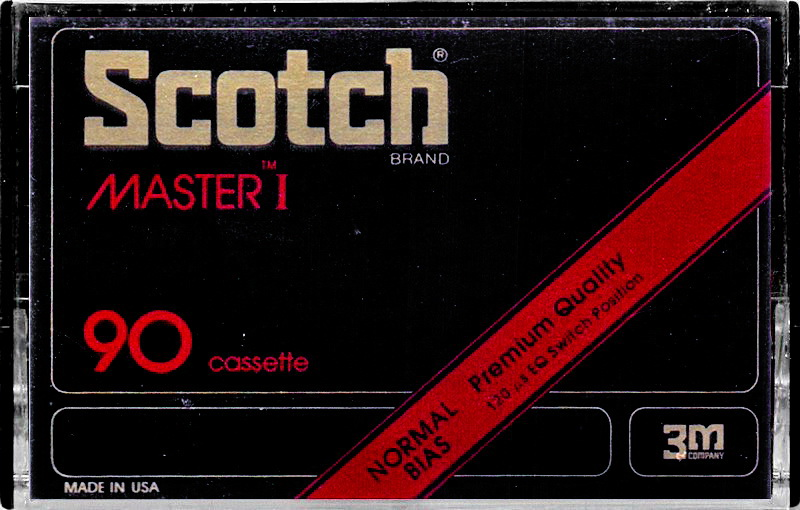 Scotch®
BRAND
MASTER™ I
90 cassette
Premium Quality
120 µs EQ Switch Position
NORMAL
BIAS
3M
COMPANY
MADE IN USA